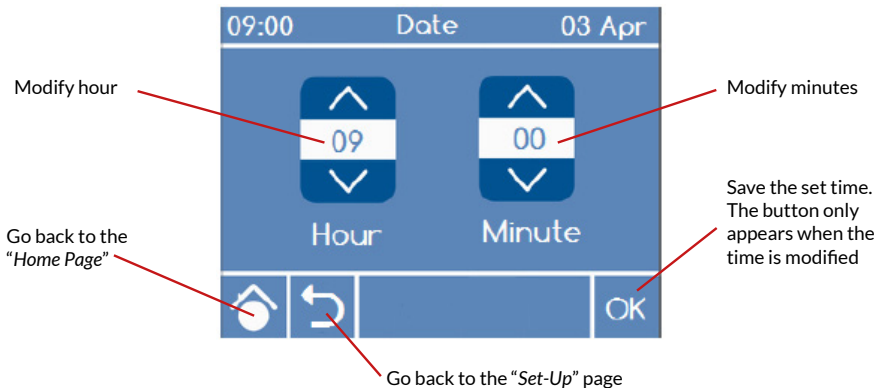 09:00 Date 03 Apr
Modify hour
Modify minutes
09
00
Hour
Minute
Save the set time.
The button only
appears when the
time is modified
Go back to the
“Home Page”
OK
Go back to the “Set-Up” page